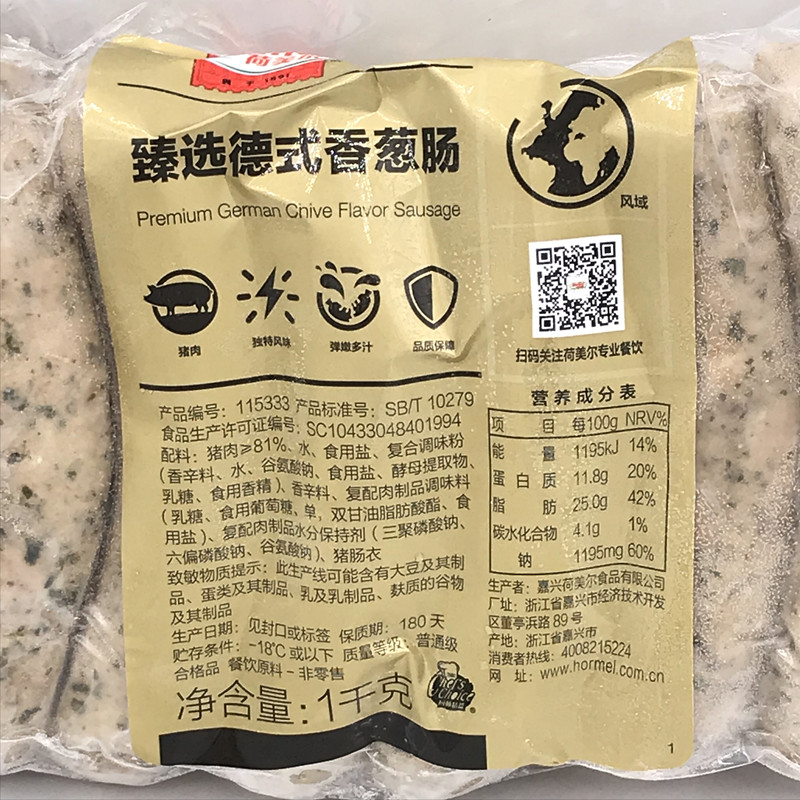 臻选德式香葱肠
Premium German Chive Flavor Sausage
猪肉
独特风味
弹嫩多汁
品质保障
产品编号：115333 产品标准号：SB/T 10279
食品生产许可证编号：SC10433048401994
配料：猪肉≥81%、水、食用盐、复合调味粉
（香辛料、水、谷氨酸钠、食用盐、酵母提取物、
乳糖、食用香精）、香辛料、复配肉制品调味料
（乳糖、食用葡萄糖、单，双甘油脂肪酸酯、食
用盐）、复配肉制品水分保持剂（三聚磷酸钠、
六偏磷酸钠、谷氨酸钠）、猪肠衣
致敏物质提示：此生产线可能含有大豆及其制
品、蛋类及其制品、乳及乳制品、麸质的谷物
及其制品
生产日期：见封口或标签 保质期：180 天
贮存条件：-18℃ 或以下 质量等级：普通级
合格品 餐饮原料－非零售
净含量：1千克
Chef's
Choice
®
风域
扫码关注荷美尔专业餐饮
营养成分表
项 目 每100g NRV%
能 量 1195kJ 14%
蛋白质 11.8g 20%
脂 肪 25.0g 42%
碳水化合物 4.1g 1%
钠 1195mg 60%
生产者：嘉兴荷美尔食品有限公司
厂址：浙江省嘉兴市经济技术开发
区董亭浜路 89 号
产地：浙江省嘉兴市
消费者热线：4008215224
网 址：www.hormel.com.cn
1